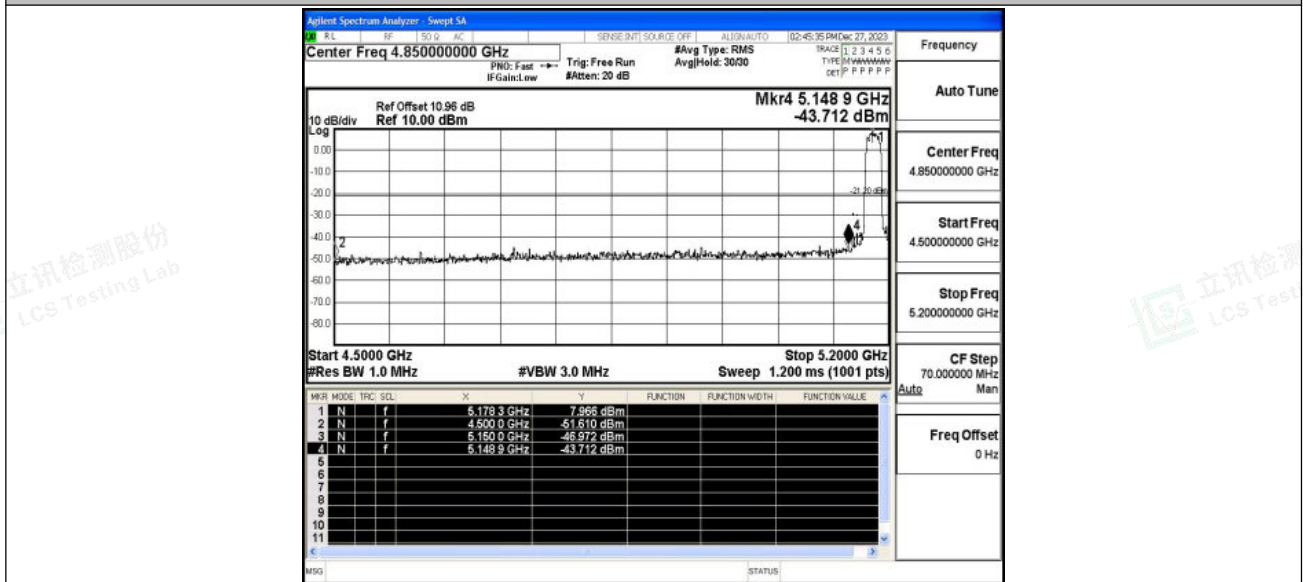 Agilent Spectrum Analyzer - Swept SA
RL RF 50 Ω AC SENSE:INT SOURCE OFF ALIGNAUTO 02:45:35 PM Dec 27, 2023
Center Freq 4.850000000 GHz
PNO: Fast
IFGain:Low
Trig: Free Run
#Atten: 20 dB
#Avg Type: RMS
Avg|Hold: 30/30
TRACE 1 2 3 4 5 6
TYPE MWWWWW
DET P P P P P P
Frequency
Auto Tune
Mkr4 5.148 9 GHz
-43.712 dBm
Ref Offset 10.96 dB
10 dB/div Ref 10.00 dBm
Log
0.00
-10.0
-20.0
-30.0
-40.0
-50.0
-60.0
-70.0
-80.0
1
-21.20 dBm
4
2
Center Freq
4.850000000 GHz
Start Freq
4.500000000 GHz
Stop Freq
5.200000000 GHz
Start 4.5000 GHz Stop 5.2000 GHz
#Res BW 1.0 MHz #VBW 3.0 MHz Sweep 1.200 ms (1001 pts)
CF Step
70.000000 MHz
Auto Man
Freq Offset
0 Hz
MKR MODE TRC SCL X Y FUNCTION FUNCTION WIDTH FUNCTION VALUE
1 N f 5.178 3 GHz 7.966 dBm
2 N f 4.500 0 GHz -51.610 dBm
3 N f 5.150 0 GHz -46.972 dBm
4 N f 5.148 9 GHz -43.712 dBm
5
6
7
8
9
10
11
MSG STATUS
立讯检测股份
LCS Testing Lab
立讯检测
LCS Test